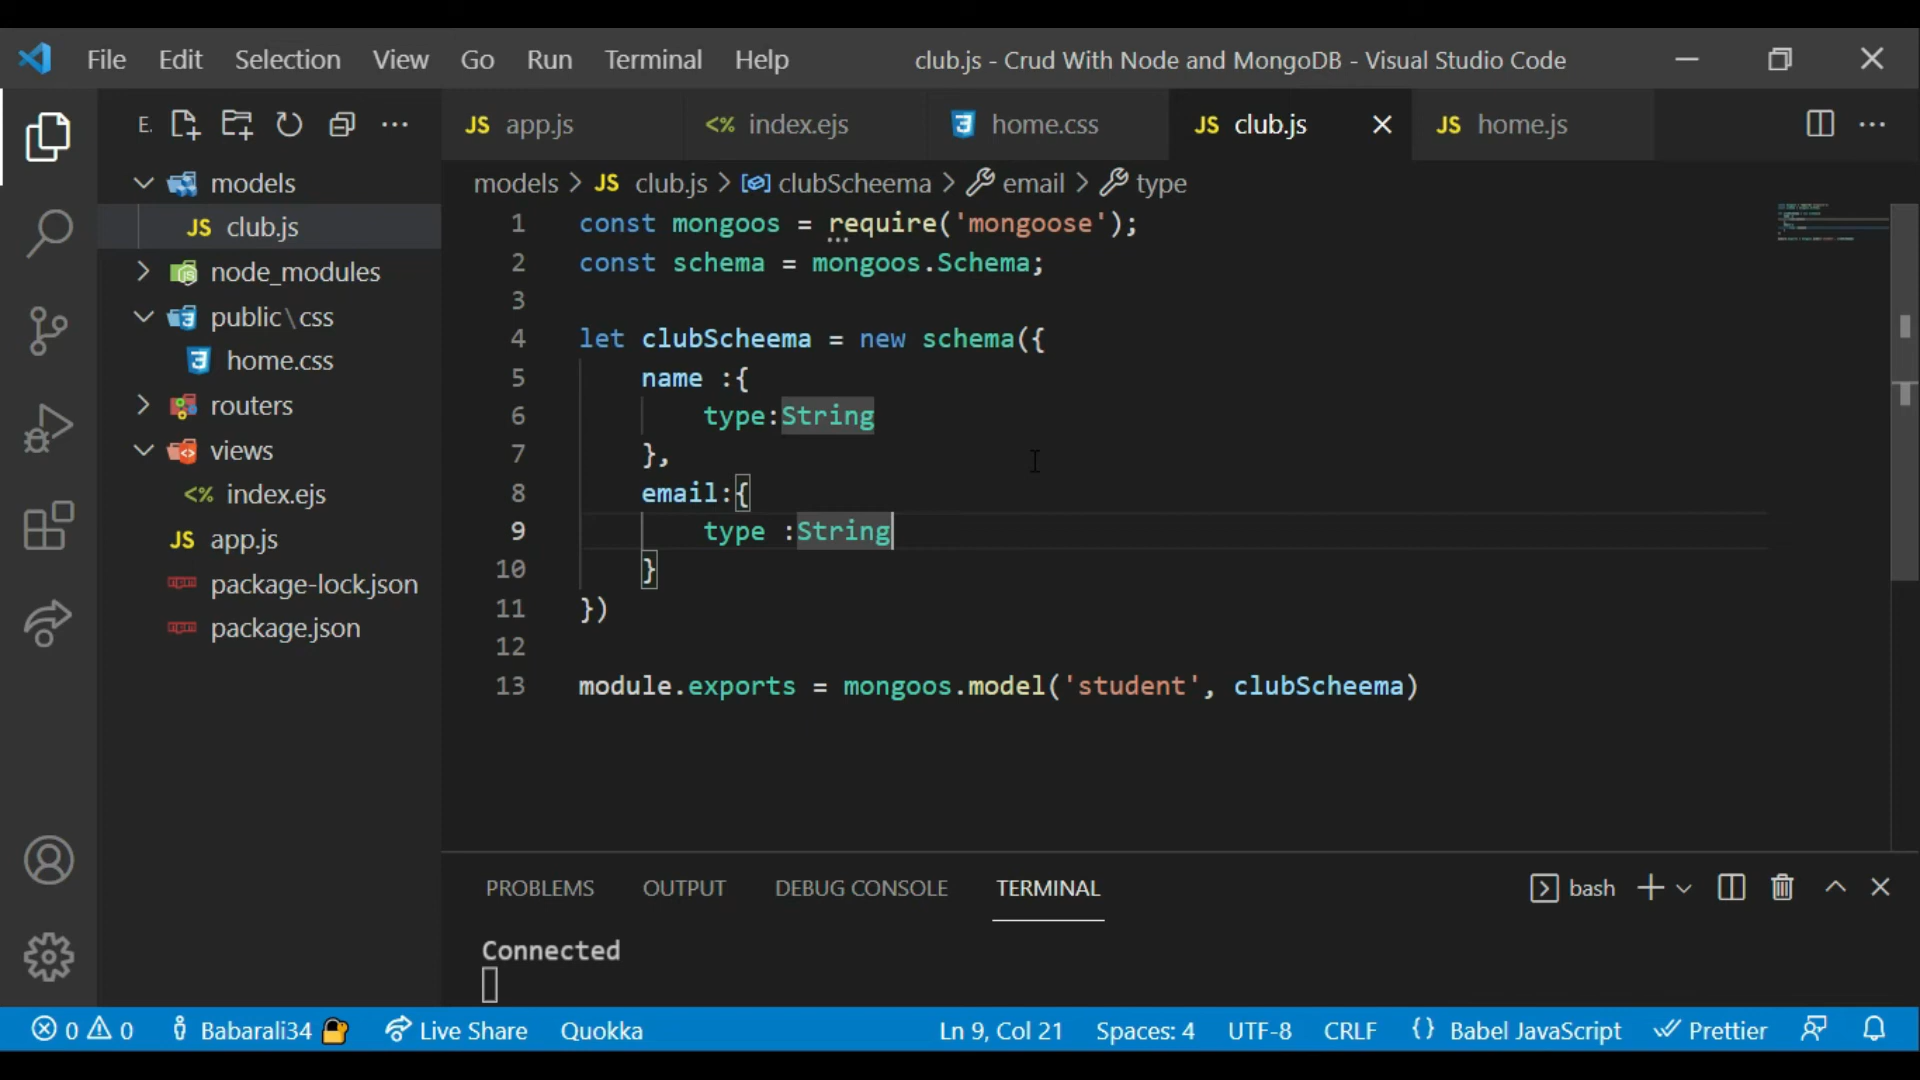 File Edit Selection View Go Run Terminal Help club.js - Crud With Node and MongoDB - Visual Studio Code
E.
JS app.js <% index.ejs 3 home.css JS club.js JS home.js
models > JS club.js > clubScheema > email > type
models
JS club.js
node_modules
public\css
3 home.css
routers
views
<% index.ejs
JS app.js
package-lock.json
package.json
1 const mongoos = require('mongoose');
2 const schema = mongoos.Schema;
3
4 let clubScheema = new schema({
5 name :{
6 type:String
7 },
8 email:{
9 type :String
10 }
11 })
12
13 module.exports = mongoos.model('student', clubScheema)
PROBLEMS OUTPUT DEBUG CONSOLE TERMINAL bash
Connected
0 0 Babarali34 Live Share Quokka Ln 9, Col 21 Spaces: 4 UTF-8 CRLF {} Babel JavaScript Prettier